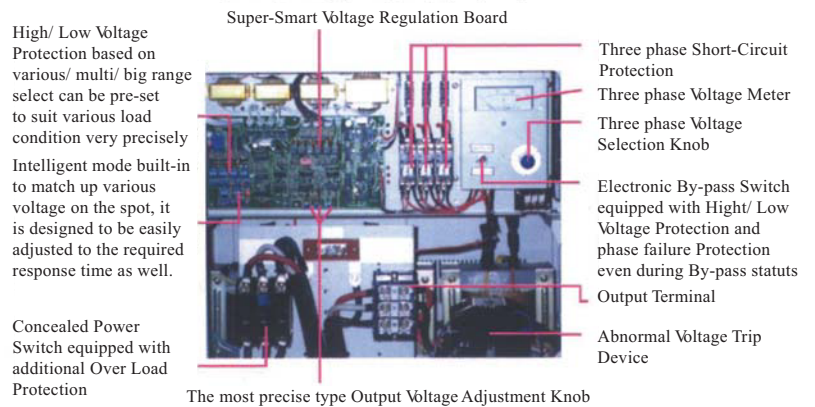 Super-Smart Voltage Regulation Board
High/ Low Voltage
Protection based on
various/ multi/ big range
select can be pre-set
to suit various load
condition very precisely
Intelligent mode built-in
to match up various
voltage on the spot, it
is designed to be easily
adjusted to the required
response time as well.
Concealed Power
Switch equipped with
additional Over Load
Protection
Three phase Short-Circuit
Protection
Three phase Voltage Meter
Three phase Voltage
Selection Knob
Electronic By-pass Switch
equipped with Hight/ Low
Voltage Protection and
phase failure Protection
even during By-pass statuts
Output Terminal
Abnormal Voltage Trip
Device
The most precise type Output Voltage Adjustment Knob